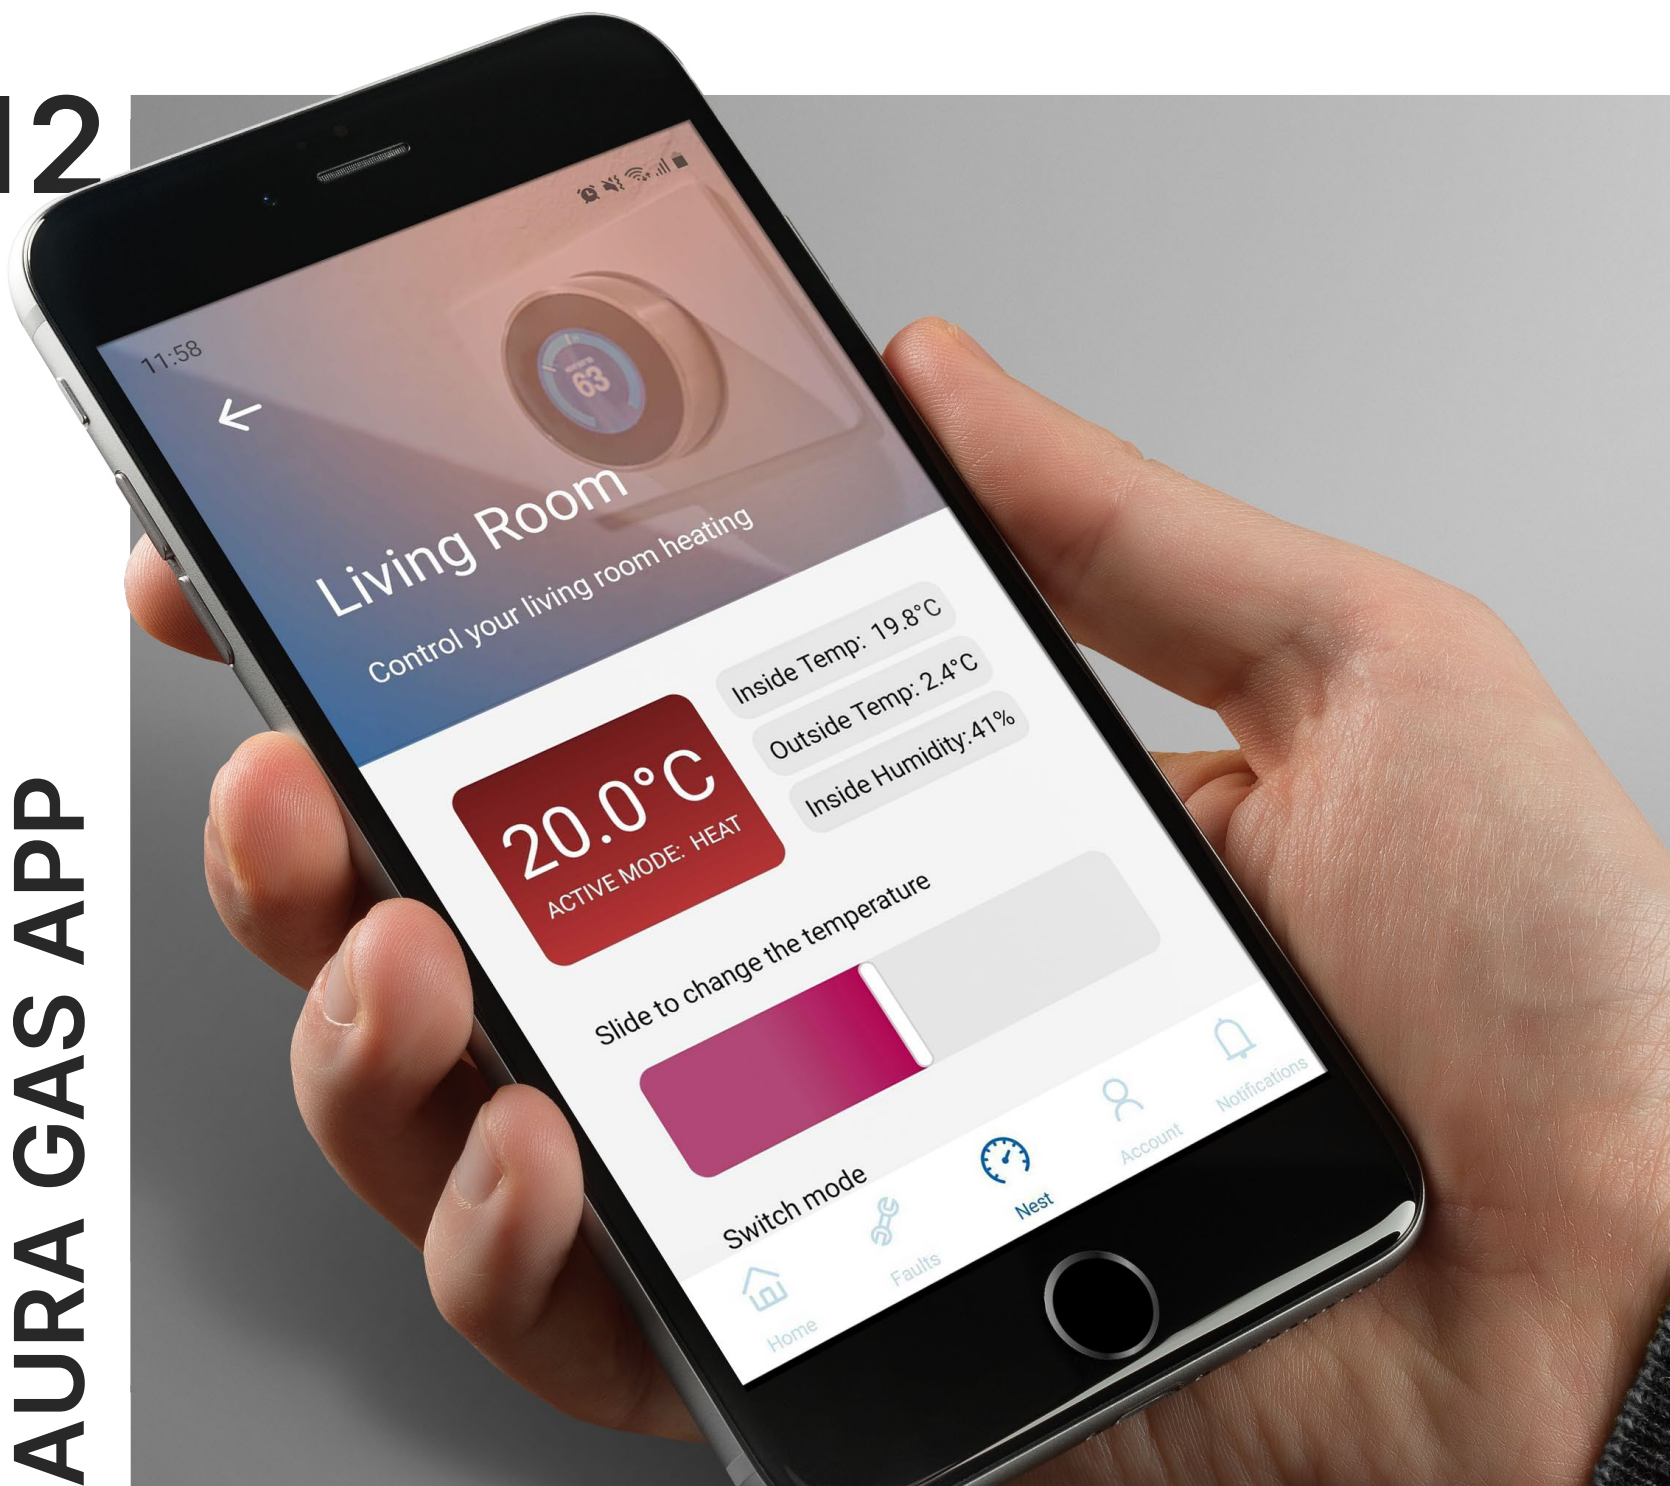 12
AURA GAS APP
11:58
63
Living Room
Control your living room heating
20.0°C
ACTIVE MODE: HEAT
Inside Temp: 19.8°C
Outside Temp: 2.4°C
Inside Humidity:41%
Slide to change the temperature
Switch mode
Home
Faults
Nest
Account
Notifications